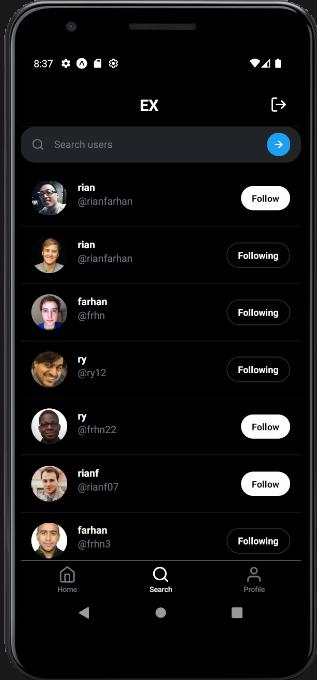 8:37
EX
Search users
rian
@rianfarhan
Follow
rian
@rianfarhan
Following
farhan
@frhn
Following
ry
@ry12
Following
ry
@frhn22
Follow
rianf
@rianf07
Follow
farhan
@frhn3
Following
Home
Search
Profile